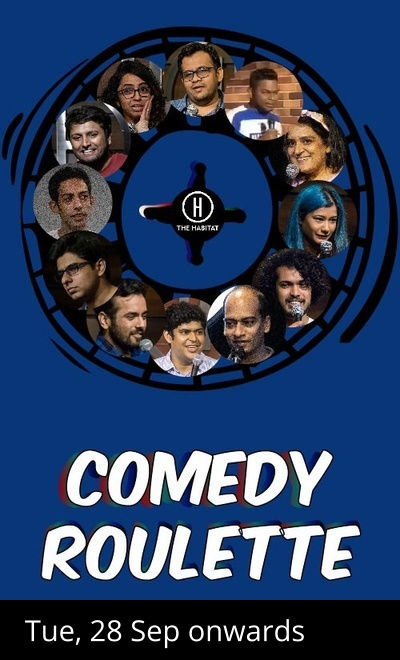 H
THE HABITAT
COMEDY
ROULETTE
Tue, 28 Sep onwards